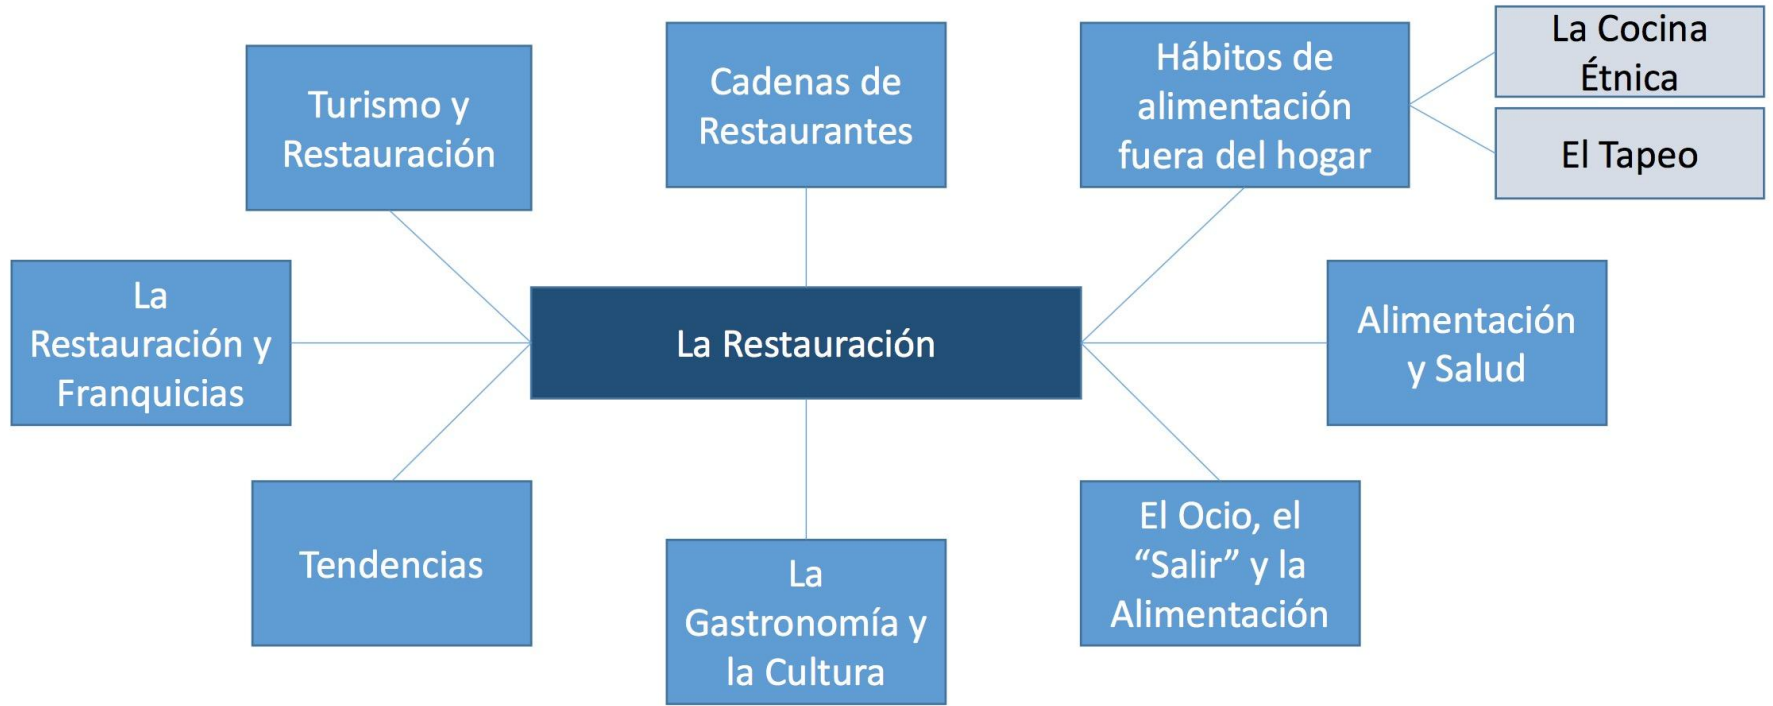 Turismo y
Restauración
Cadenas de
Restaurantes
Hábitos de
alimentación
fuera del hogar
La Cocina
Étnica
El Tapeo
La
Restauración y
Franquicias
La Restauración
Alimentación
y Salud
Tendencias
La
Gastronomía y
la Cultura
El Ocio, el
“Salir” y la
Alimentación